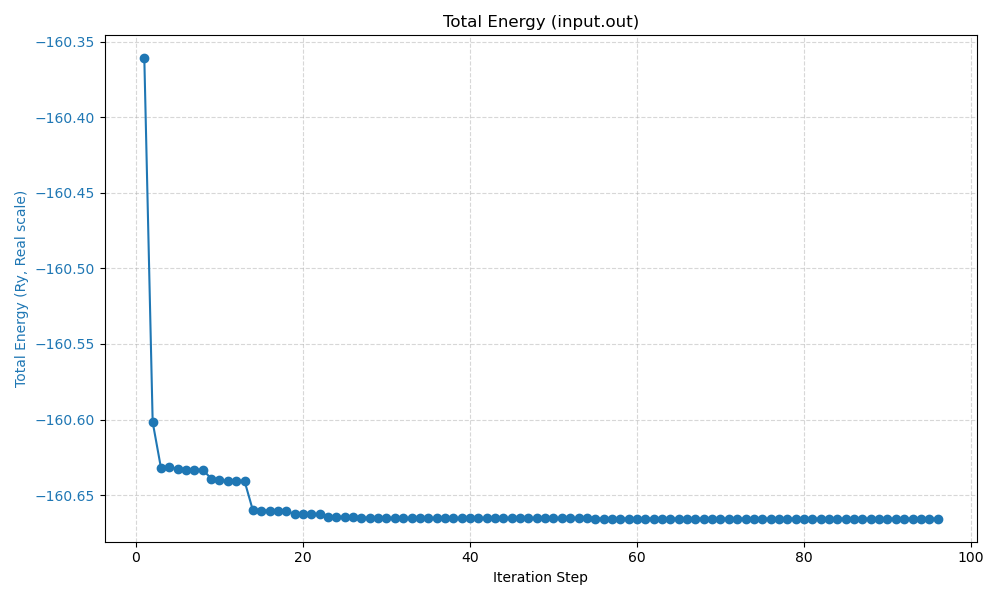 Total Energy (input.out)
Total Energy (Ry, Real scale)
−160.35
−160.40
−160.45
−160.50
−160.55
−160.60
−160.65
0 20 40 60 80 100
Iteration Step